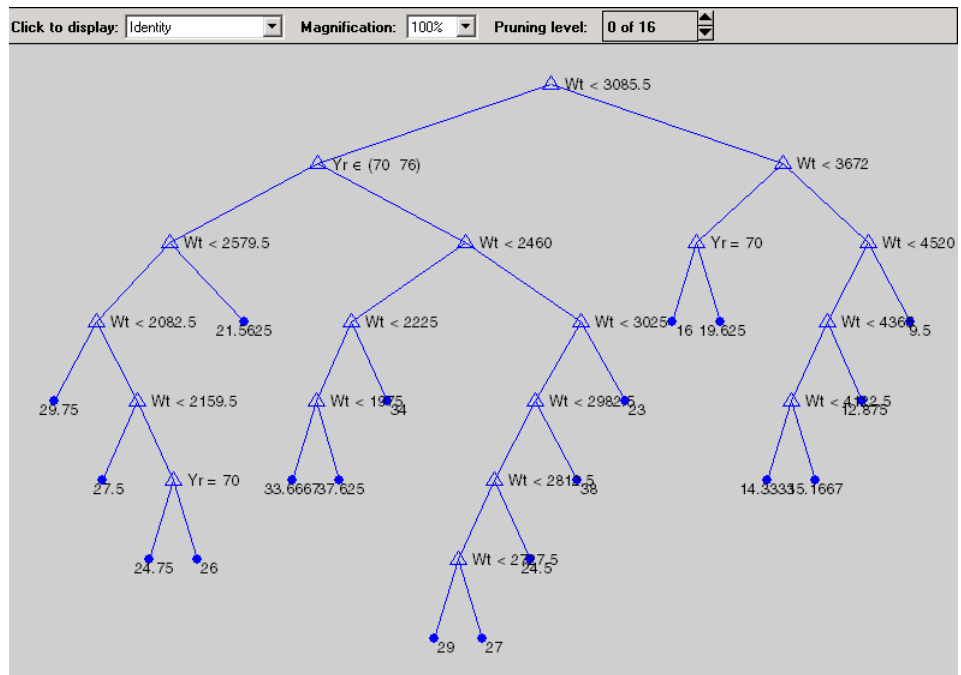 Click to display: Identity Magnification: 100% Pruning level: 0 of 16
Wt < 3085.5
Yr ∈ (70 76) Wt < 3672
Wt < 2579.5 Wt < 2460 Yr = 70 Wt < 4520
Wt < 2082.5 21.5625 Wt < 2225 Wt < 3025 16 19.625 9.5
29.75 Wt < 2159.5 Wt < 1975 34 23 12.875
27.5 Yr = 70 33.6667 37.625 38 14.3333 15.1667
24.75 26 24.5
29 27